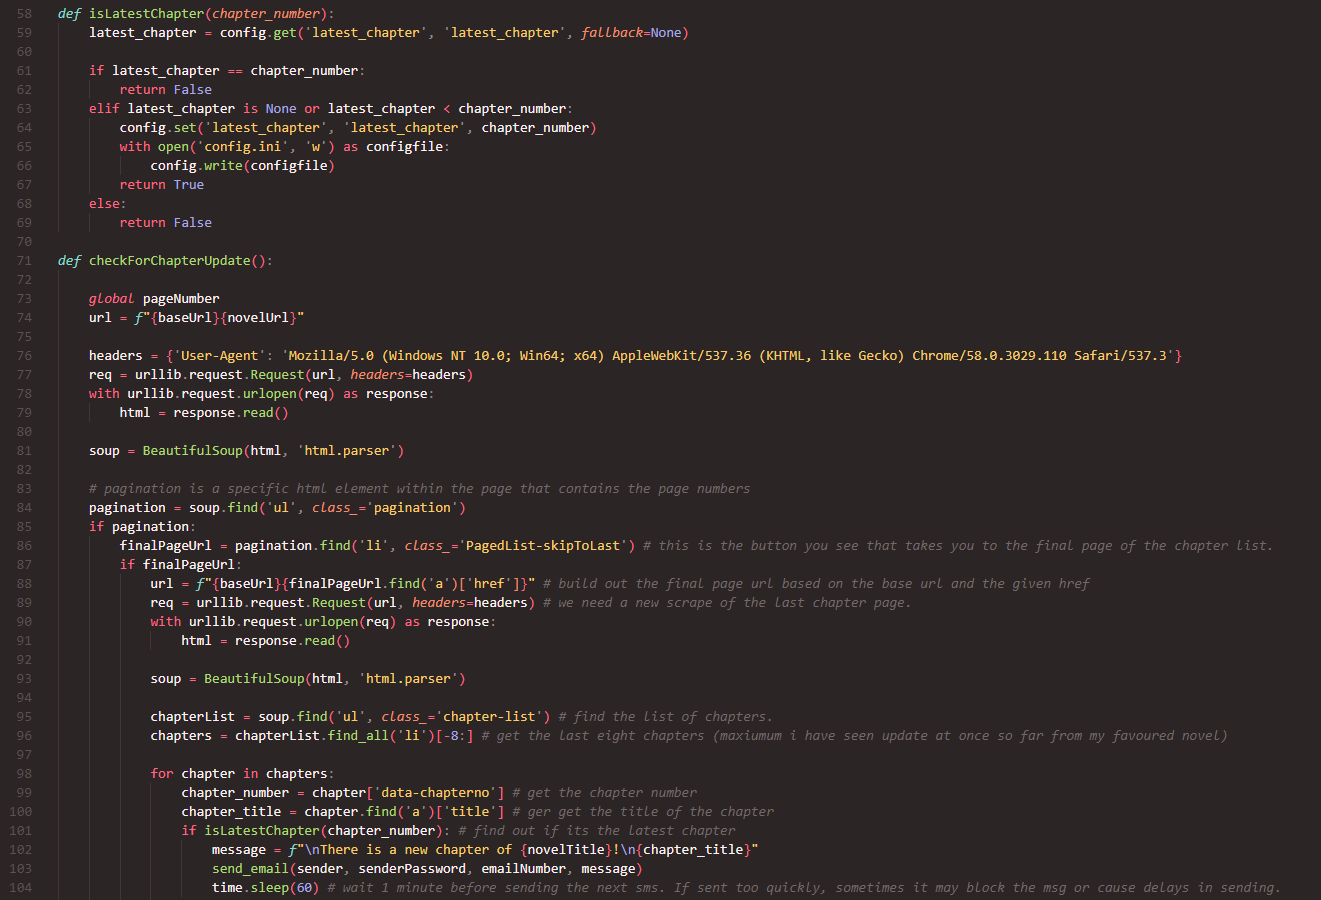 58 def isLatestChapter(chapter_number):
59 latest_chapter = config.get('latest_chapter', 'latest_chapter', fallback=None)
60
61 if latest_chapter == chapter_number:
62 return False
63 elif latest_chapter is None or latest_chapter < chapter_number:
64 config.set('latest_chapter', 'latest_chapter', chapter_number)
65 with open('config.ini', 'w') as configfile:
66 config.write(configfile)
67 return True
68 else:
69 return False
70
71 def checkForChapterUpdate():
72
73 global pageNumber
74 url = f"{baseUrl}{novelUrl}"
75
76 headers = {'User-Agent': 'Mozilla/5.0 (Windows NT 10.0; Win64; x64) AppleWebKit/537.36 (KHTML, like Gecko) Chrome/58.0.3029.110 Safari/537.3'}
77 req = urllib.request.Request(url, headers=headers)
78 with urllib.request.urlopen(req) as response:
79 html = response.read()
80
81 soup = BeautifulSoup(html, 'html.parser')
82
83 # pagination is a specific html element within the page that contains the page numbers
84 pagination = soup.find('ul', class_='pagination')
85 if pagination:
86 finalPageUrl = pagination.find('li', class_='PagedList-skipToLast') # this is the button you see that takes you to the final page of the chapter list.
87 if finalPageUrl:
88 url = f"{baseUrl}{finalPageUrl.find('a')['href']}" # build out the final page url based on the base url and the given href
89 req = urllib.request.Request(url, headers=headers) # we need a new scrape of the last chapter page.
90 with urllib.request.urlopen(req) as response:
91 html = response.read()
92
93 soup = BeautifulSoup(html, 'html.parser')
94
95 chapterList = soup.find('ul', class_='chapter-list') # find the list of chapters.
96 chapters = chapterList.find_all('li')[-8:] # get the last eight chapters (maxiumum i have seen update at once so far from my favoured novel)
97
98 for chapter in chapters:
99 chapter_number = chapter['data-chapterno'] # get the chapter number
100 chapter_title = chapter.find('a')['title'] # ger get the title of the chapter
101 if isLatestChapter(chapter_number): # find out if its the latest chapter
102 message = f"\nThere is a new chapter of {novelTitle}!\n{chapter_title}"
103 send_email(sender, senderPassword, emailNumber, message)
104 time.sleep(60) # wait 1 minute before sending the next sms. If sent too quickly, sometimes it may block the msg or cause delays in sending.